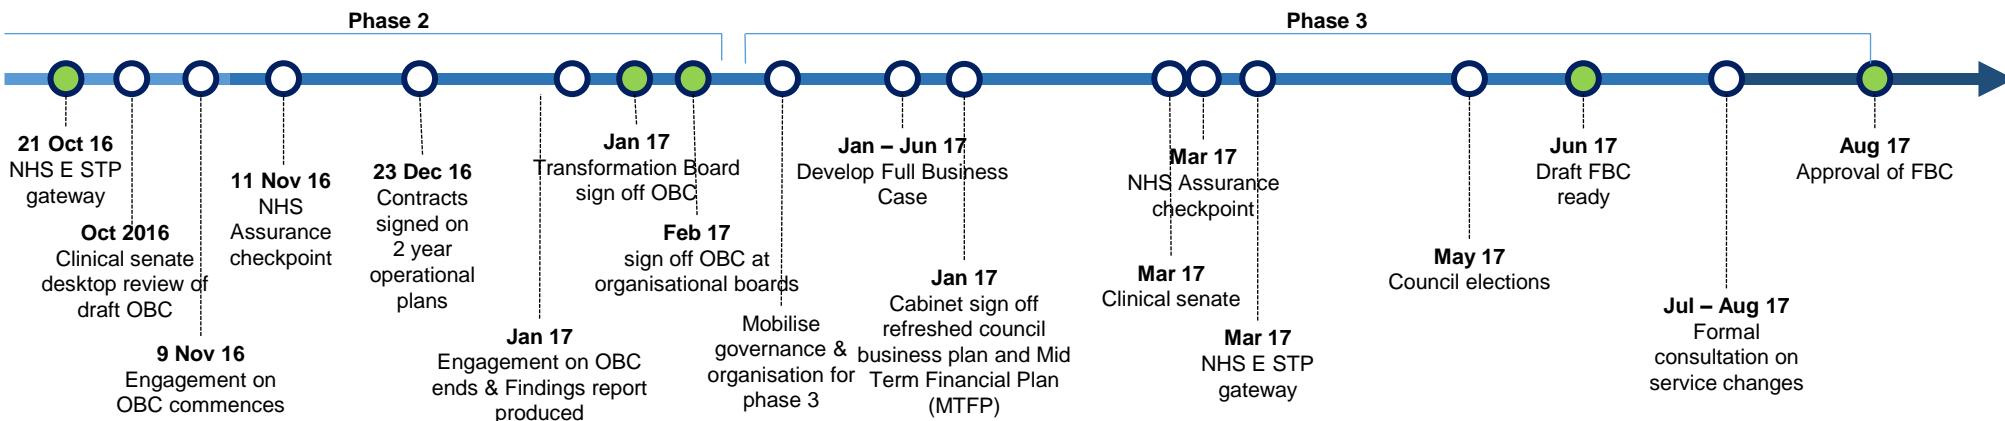 Phase 2
Phase 3
21 Oct 16
NHS E STP
gateway
Oct 2016
Clinical senate
desktop review of
draft OBC
9 Nov 16
Engagement on
OBC commences
11 Nov 16
NHS
Assurance
checkpoint
23 Dec 16
Contracts
signed on
2 year
operational
plans
Jan 17
Engagement on OBC
ends & Findings report
produced
Jan 17
Transformation Board
sign off OBC
Feb 17
sign off OBC at
organisational boards
Mobilise
governance &
organisation for
phase 3
Jan – Jun 17
Develop Full Business
Case
Jan 17
Cabinet sign off
refreshed council
business plan and Mid
Term Financial Plan
(MTFP)
Mar 17
NHS Assurance
checkpoint
Mar 17
Clinical senate
Mar 17
NHS E STP
gateway
May 17
Council elections
Jun 17
Draft FBC
ready
Jul – Aug 17
Formal
consultation on
service changes
Aug 17
Approval of FBC